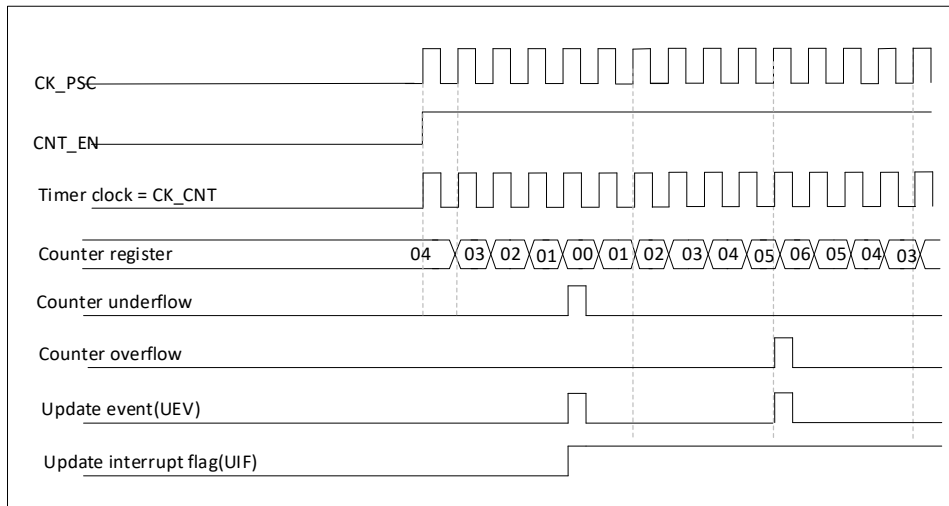 CK_PSC
CNT_EN
Timer clock = CK_CNT
Counter register 04 03 02 01 00 01 02 03 04 05 06 05 04 03
Counter underflow
Counter overflow
Update event(UEV)
Update interrupt flag(UIF)